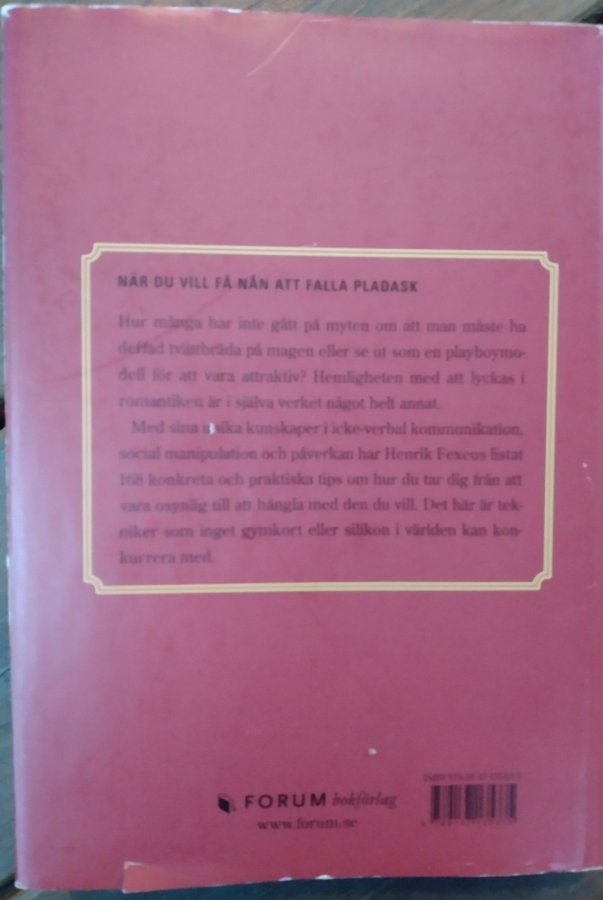 NÄR DU VILL FÅ NÅN ATT FALLA PLADASK
Hur många har inte gått på myten om att man måste ha
deffad tvättbräda på magen eller se ut som en playboymo-
dell för att vara attraktiv? Hemligheten med att lyckas i
romantiken är i själva verket något helt annat.
Med sina unika kunskaper i icke-verbal kommunikation,
social manipulation och påverkan har Henrik Fexeus listat
168 konkreta och praktiska tips om hur du tar dig från att
vara osynlig till att hångla med den du vill. Det här är tek-
niker som inget gymkort eller silikon i världen kan kon-
kurrera med.
ISBN
FORUM bokförlag
www.forum.se